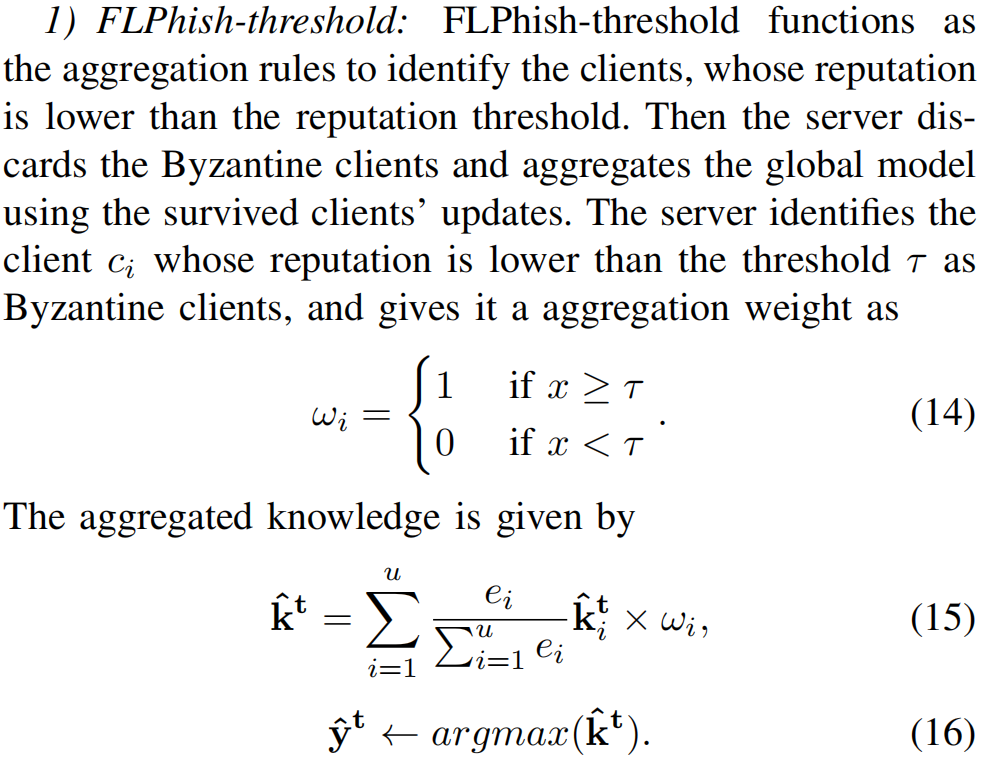 1) FLPhish-threshold: FLPhish-threshold functions as
the aggregation rules to identify the clients, whose reputation
is lower than the reputation threshold. Then the server dis-
cards the Byzantine clients and aggregates the global model
using the survived clients’ updates. The server identifies the
client $c_i$ whose reputation is lower than the threshold $\tau$ as
Byzantine clients, and gives it a aggregation weight as
$\omega_i = \begin{cases} 1 & \text{if } x \geq \tau \\ 0 & \text{if } x < \tau \end{cases}.$ (14)
The aggregated knowledge is given by
$\hat{\mathbf{k}}^{\mathbf{t}} = \sum_{i=1}^{u} \frac{e_i}{\sum_{i=1}^{u} e_i} \hat{\mathbf{k}}_i^{\mathbf{t}} \times \omega_i,$ (15)
$\hat{\mathbf{y}}^{\mathbf{t}} \leftarrow argmax(\hat{\mathbf{k}}^{\mathbf{t}}).$ (16)